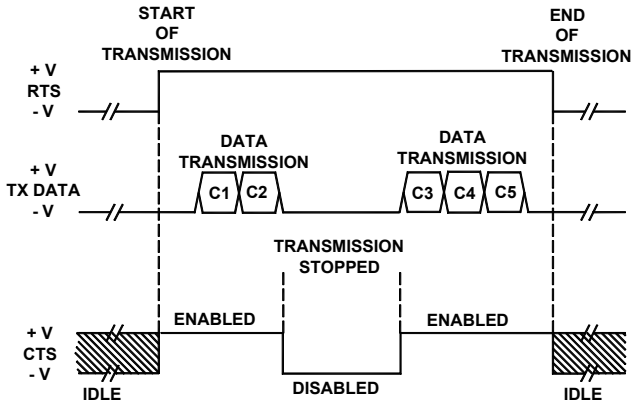 START
OF
TRANSMISSION
END
OF
TRANSMISSION
+ V
RTS
- V
DATA
TRANSMISSION
DATA
TRANSMISSION
+ V
TX DATA
- V
C1 C2 C3 C4 C5
TRANSMISSION
STOPPED
ENABLED ENABLED
+ V
CTS
- V
IDLE DISABLED IDLE